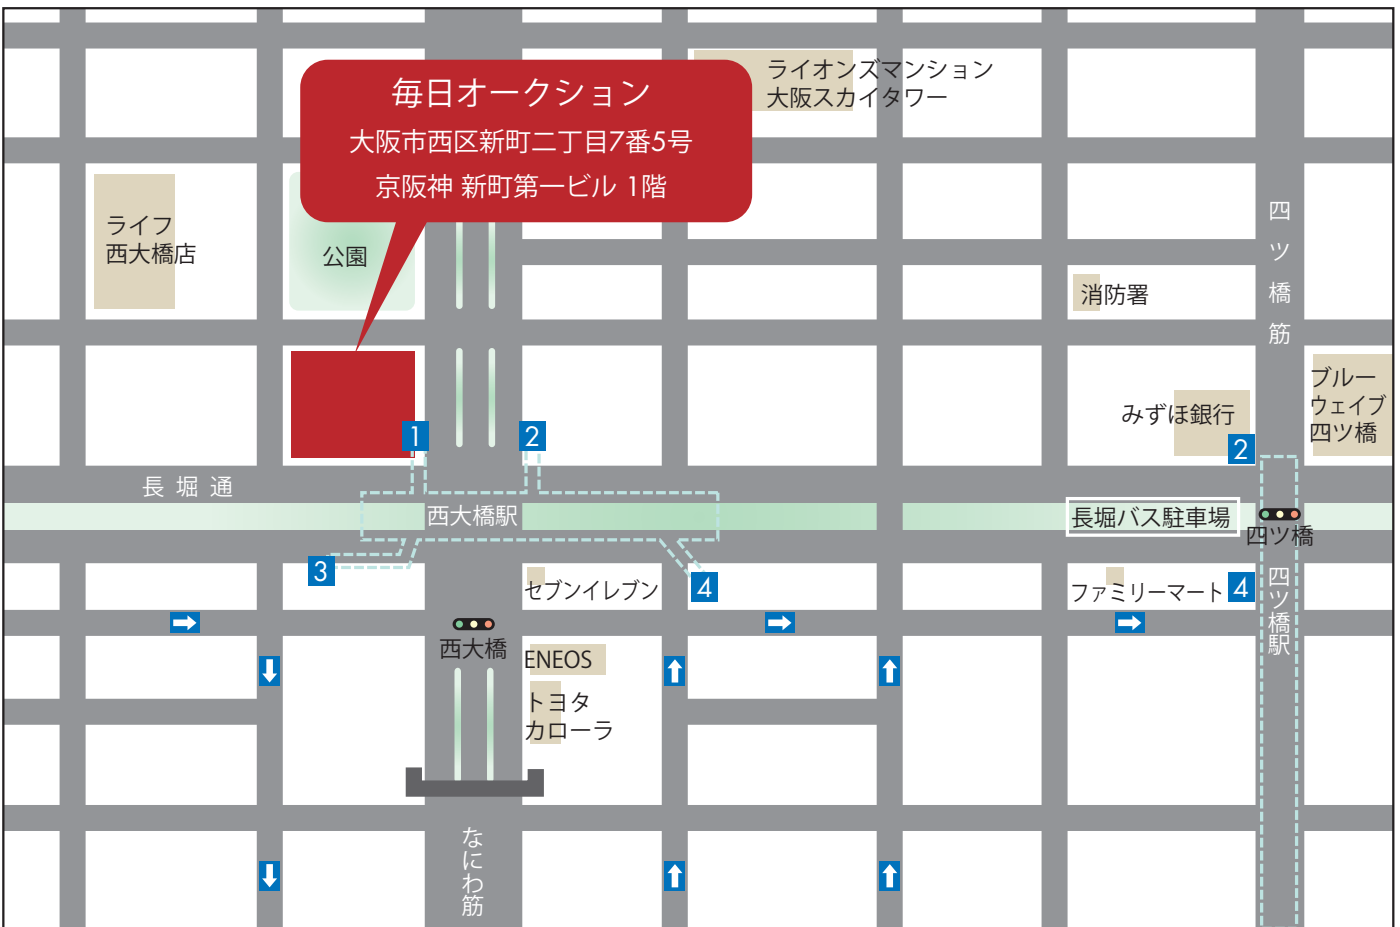 毎日オークション
大阪市西区新町二丁目7番5号
京阪神 新町第一ビル 1階
ライオンズマンション
大阪スカイタワー
ライフ
西大橋店
公園
四ツ橋筋
消防署
みずほ銀行
ブルー
ウェイブ
四ツ橋
1
2
2
長堀通
西大橋駅
長堀バス駐車場
四ツ橋
3
4
セブンイレブン
ファミリーマート
4
四ツ橋駅
西大橋
ENEOS
トヨタ
カローラ
なにわ筋